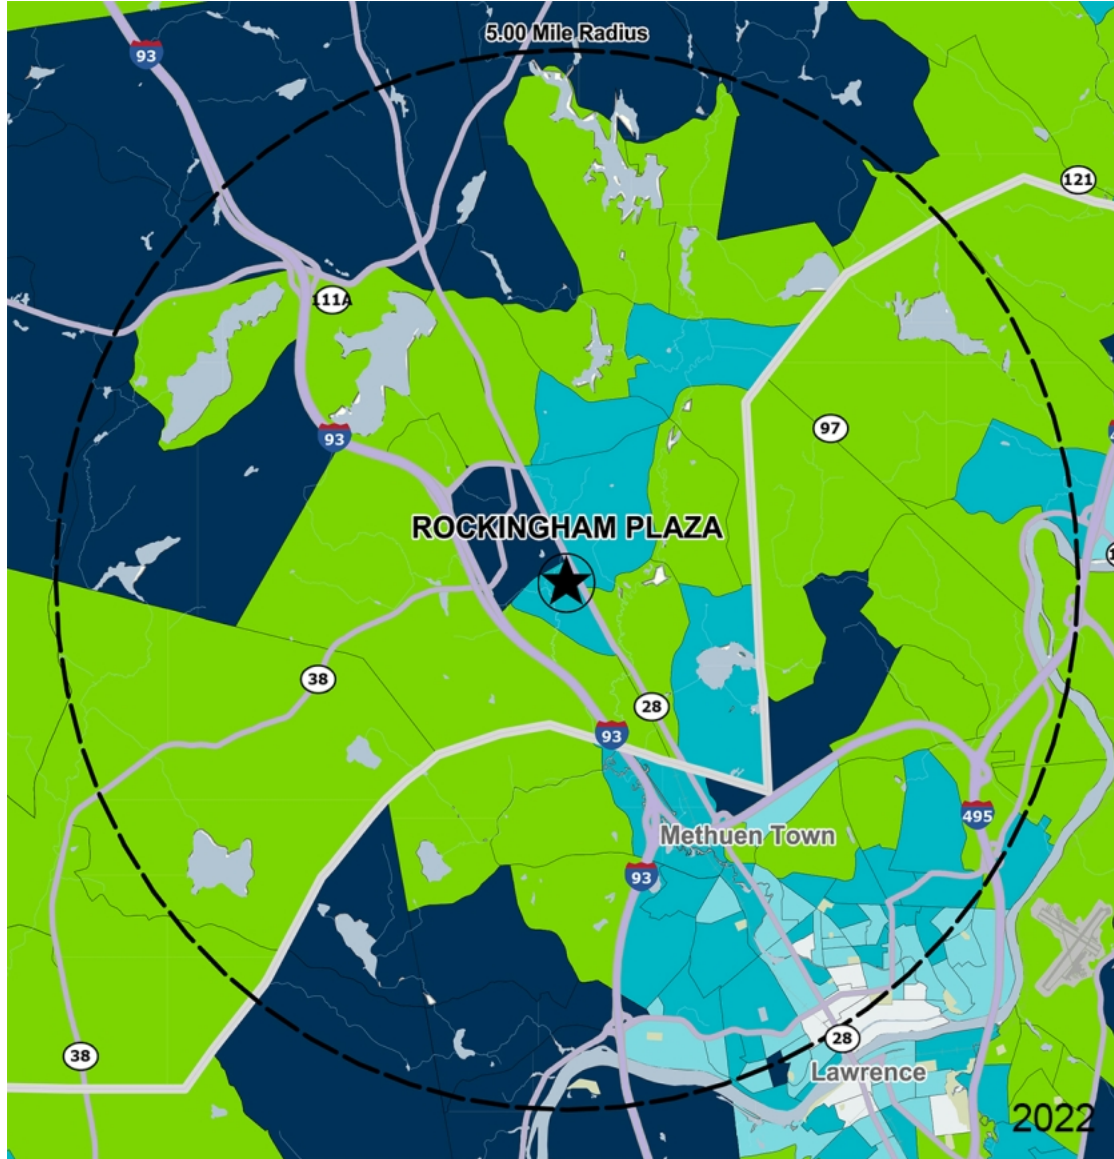 5.00 Mile Radius
93
121
111A
97
93
ROCKINGHAM PLAZA
38
28
93
495
Methuen Town
93
28
38
Lawrence
2022